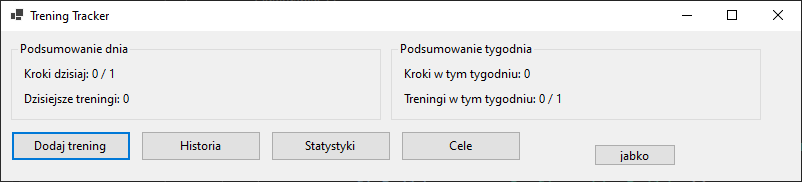 Trening Tracker
Podsumowanie dnia
Kroki dzisiaj: 0 / 1
Dzisiejsze treningi: 0
Podsumowanie tygodnia
Kroki w tym tygodniu: 0
Treningi w tym tygodniu: 0 / 1
Dodaj trening
Historia
Statystyki
Cele
jabko